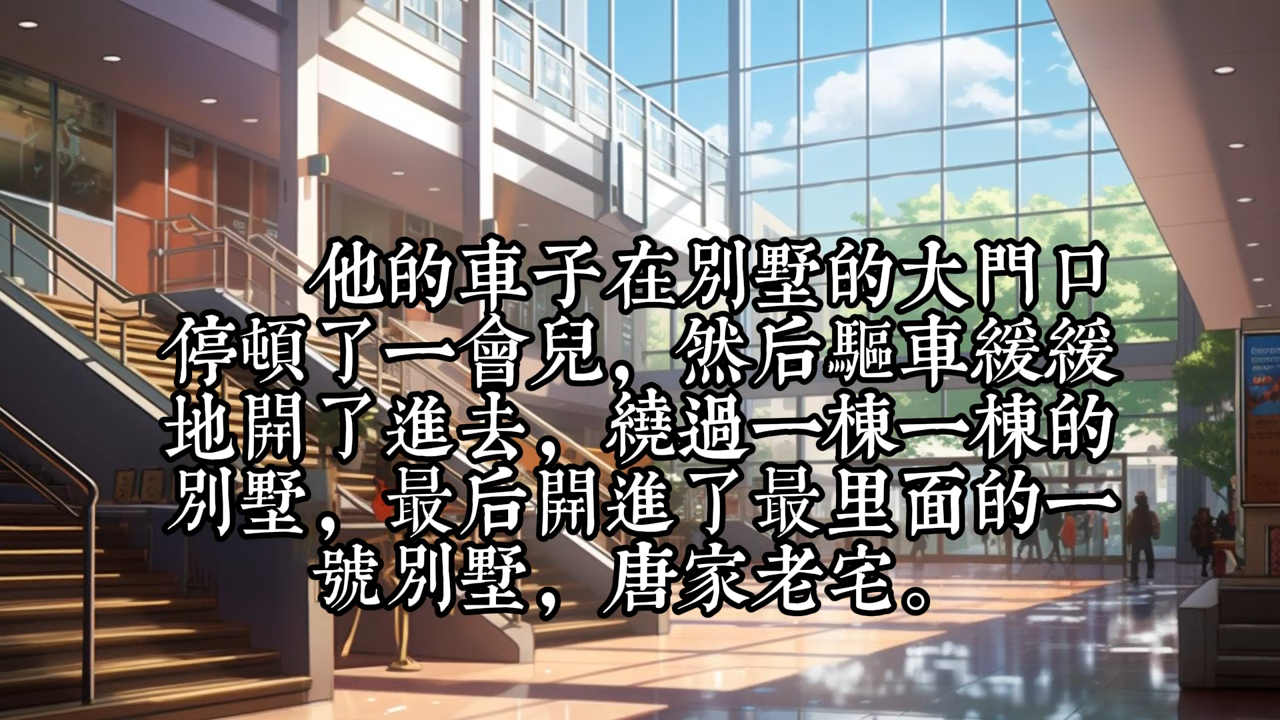 他的車子在別墅的大門口
停頓了一會兒，然后驅車緩緩
地開了進去，繞過一棟一棟的
別墅，最后開進了最里面的一
號別墅，唐家老宅。